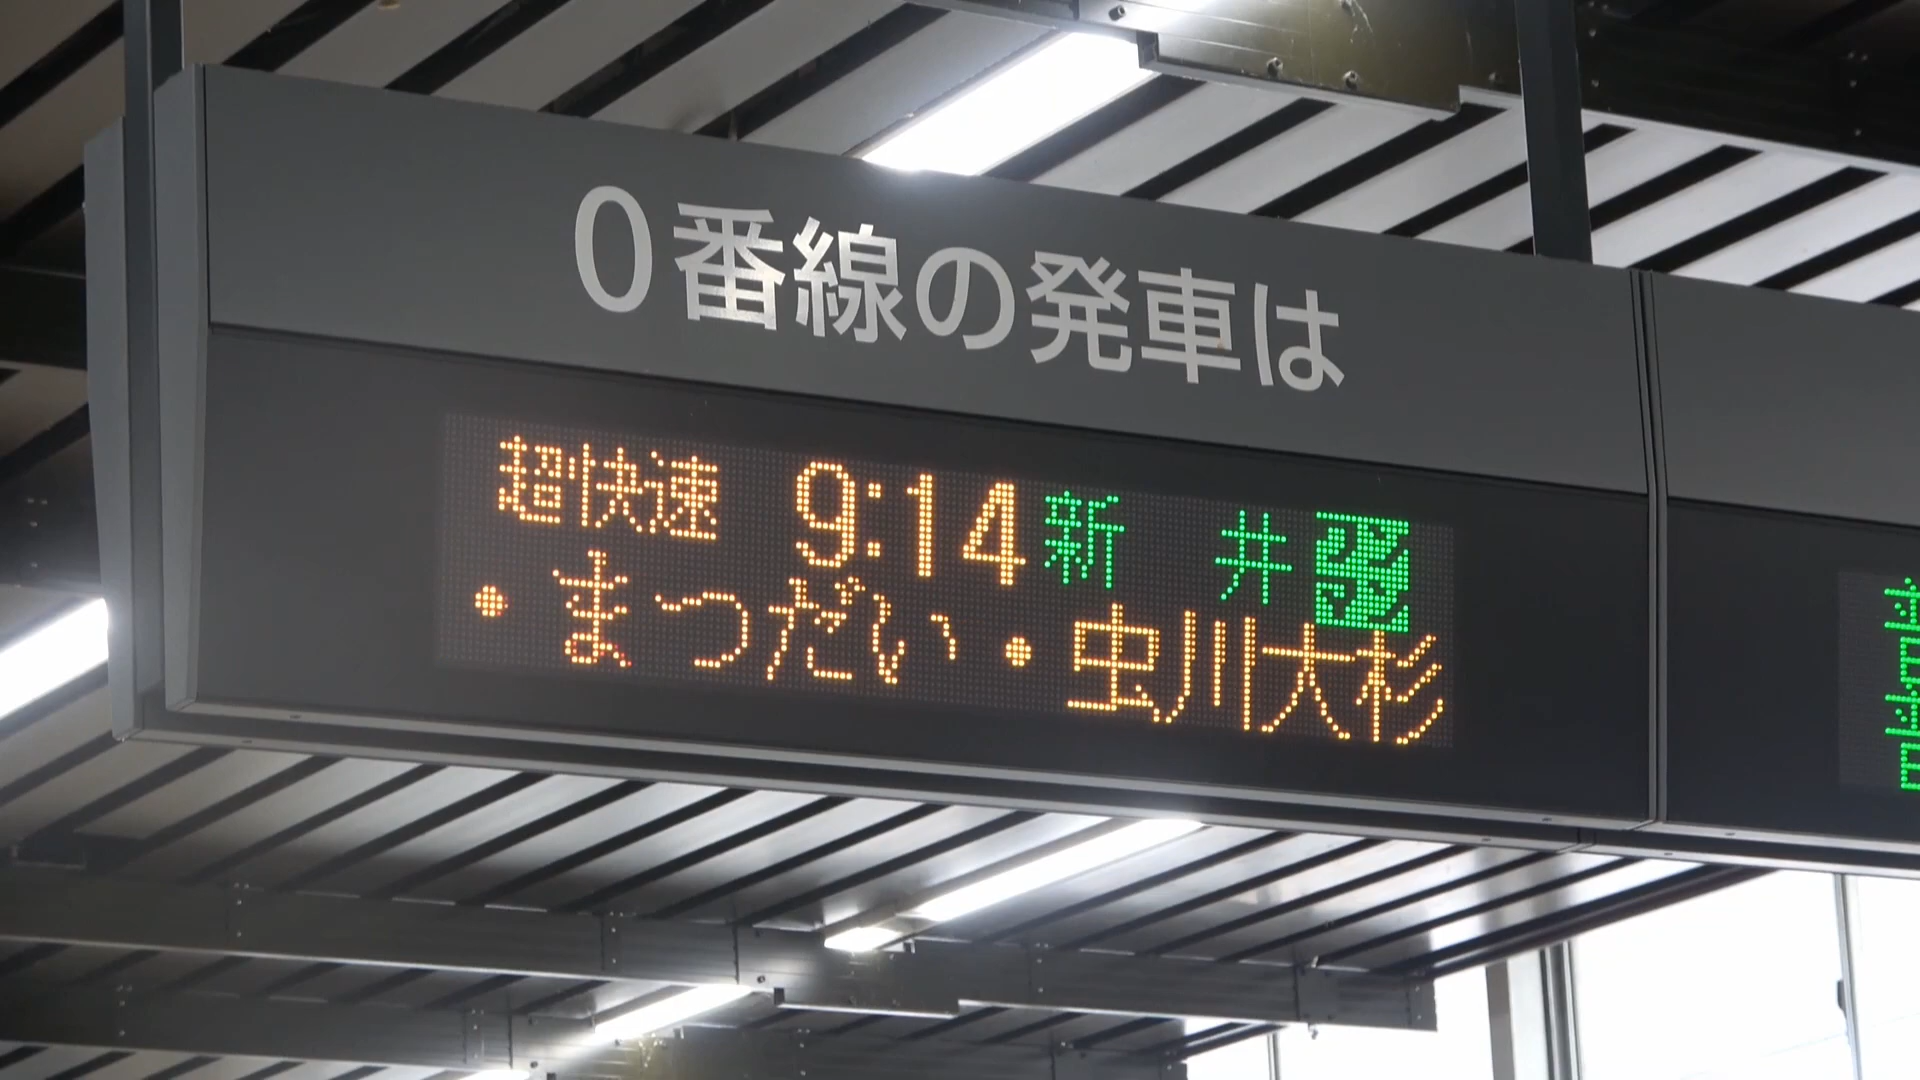 0番線の発車は
超快速 9:14 新 井 行
・まつだい・虫川大杉